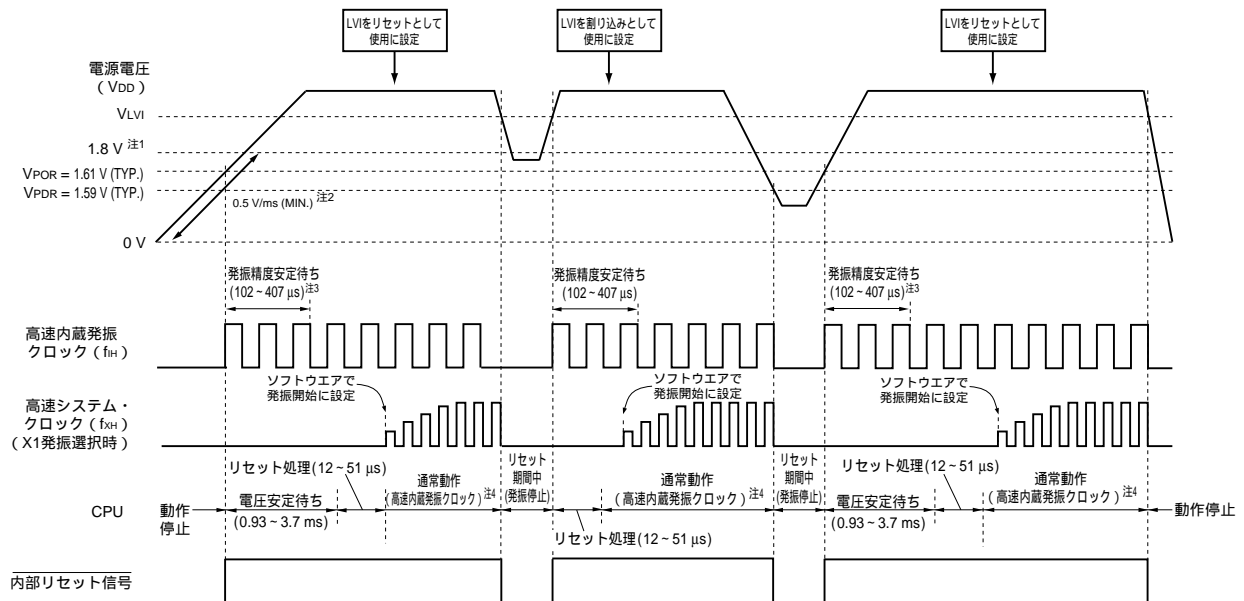 LVIをリセットとして
使用に設定
LVIを割り込みとして
使用に設定
LVIをリセットとして
使用に設定
電源電圧
(VDD)
VLVI
1.8 V 注1
VPOR = 1.61 V (TYP.)
VPDR = 1.59 V (TYP.)
0.5 V/ms (MIN.) 注2
0 V
発振精度安定待ち
(102~407 μs)注3
発振精度安定待ち
(102~407 μs)
発振精度安定待ち
(102~407 μs)注3
高速内蔵発振
クロック(fIH)
ソフトウエアで
発振開始に設定
ソフトウエアで
発振開始に設定
ソフトウエアで
発振開始に設定
高速システム・
クロック(fXH)
(X1発振選択時)
リセット処理(12~51 μs)
リセット
期間中
(発振停止)
通常動作
(高速内蔵発振クロック)注4
通常動作
(高速内蔵発振クロック)注4
リセット
期間中
(発振停止)
リセット処理(12~51 μs)
通常動作
(高速内蔵発振クロック)注4
CPU
動作
停止
電圧安定待ち
(0.93~3.7 ms)
リセット処理(12~51 μs)
電圧安定待ち
(0.93~3.7 ms)
動作停止
内部リセット信号